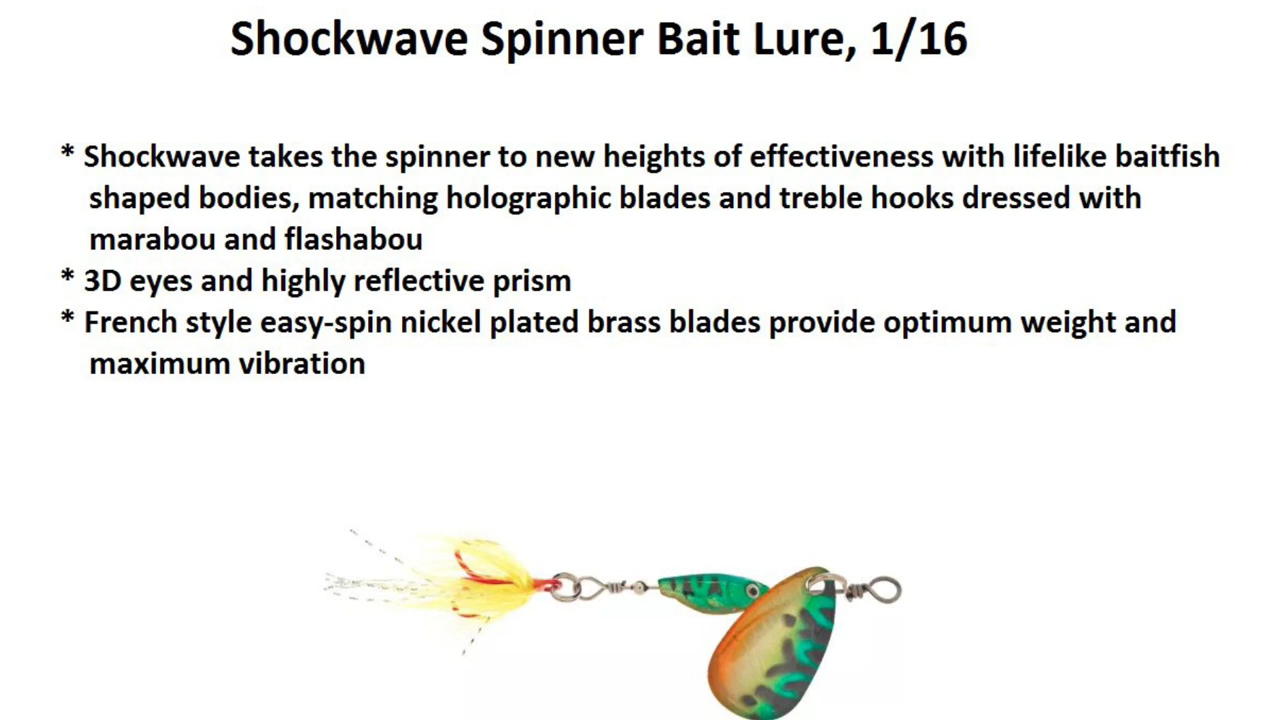 Shockwave Spinner Bait Lure, 1/16
* Shockwave takes the spinner to new heights of effectiveness with lifelike baitfish
shaped bodies, matching holographic blades and treble hooks dressed with
marabou and flashabou
* 3D eyes and highly reflective prism
* French style easy-spin nickel plated brass blades provide optimum weight and
maximum vibration